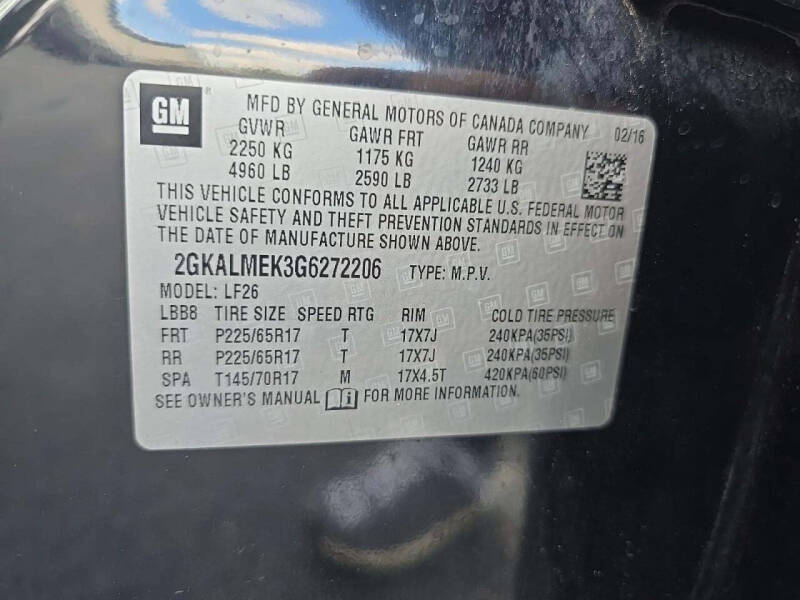 GM ®
MFD BY GENERAL MOTORS OF CANADA COMPANY 02/16
GVWR GAWR FRT GAWR RR
2250 KG 1175 KG 1240 KG
4960 LB 2590 LB 2733 LB
THIS VEHICLE CONFORMS TO ALL APPLICABLE U.S. FEDERAL MOTOR
VEHICLE SAFETY AND THEFT PREVENTION STANDARDS IN EFFECT ON
THE DATE OF MANUFACTURE SHOWN ABOVE.
2GKALMEK3G6272206 TYPE: M.P.V.
MODEL: LF26
LBB8 TIRE SIZE SPEED RTG RIM COLD TIRE PRESSURE
FRT P225/65R17 T 17X7J 240KPA(35PSI)
RR P225/65R17 T 17X7J 240KPA(35PSI)
SPA T145/70R17 M 17X4.5T 420KPA(60PSI)
SEE OWNER'S MANUAL i FOR MORE INFORMATION.